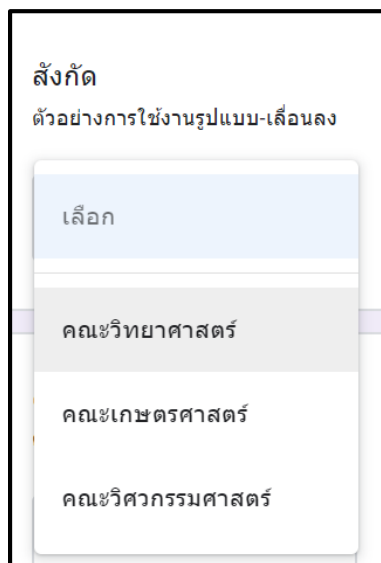 สังกัด
ตัวอย่างการใช้งานรูปแบบ-เลื่อนลง
เลือก
คณะวิทยาศาสตร์
คณะเกษตรศาสตร์
คณะวิศวกรรมศาสตร์